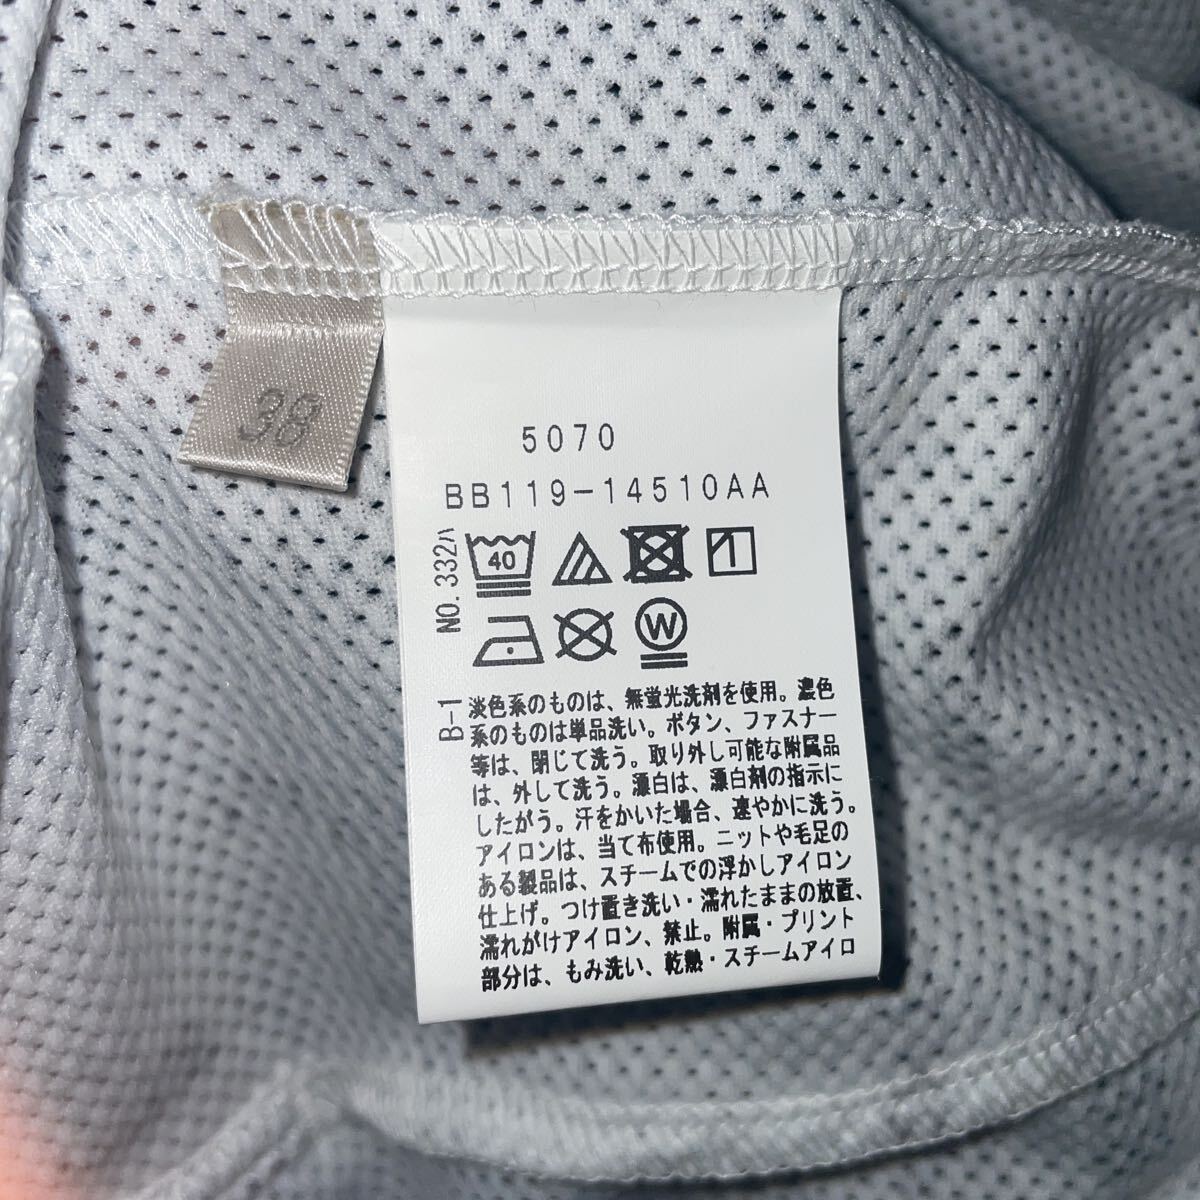 38
5070
BB119-14510AA
NO. 332ハ
40
1
W
B-1
淡色系のものは、無蛍光洗剤を使用。濃色
系のものは単品洗い。ボタン、ファスナー
等は、閉じて洗う。取り外し可能な附属品
は、外して洗う。漂白は、漂白剤の指示に
したがう。汗をかいた場合、速やかに洗う。
アイロンは、当て布使用。ニットや毛足の
ある製品は、スチームでの浮かしアイロン
仕上げ。つけ置き洗い・濡れたままの放置、
濡れがけアイロン、禁止。附属・プリント
部分は、もみ洗い、乾熱・スチームアイロ